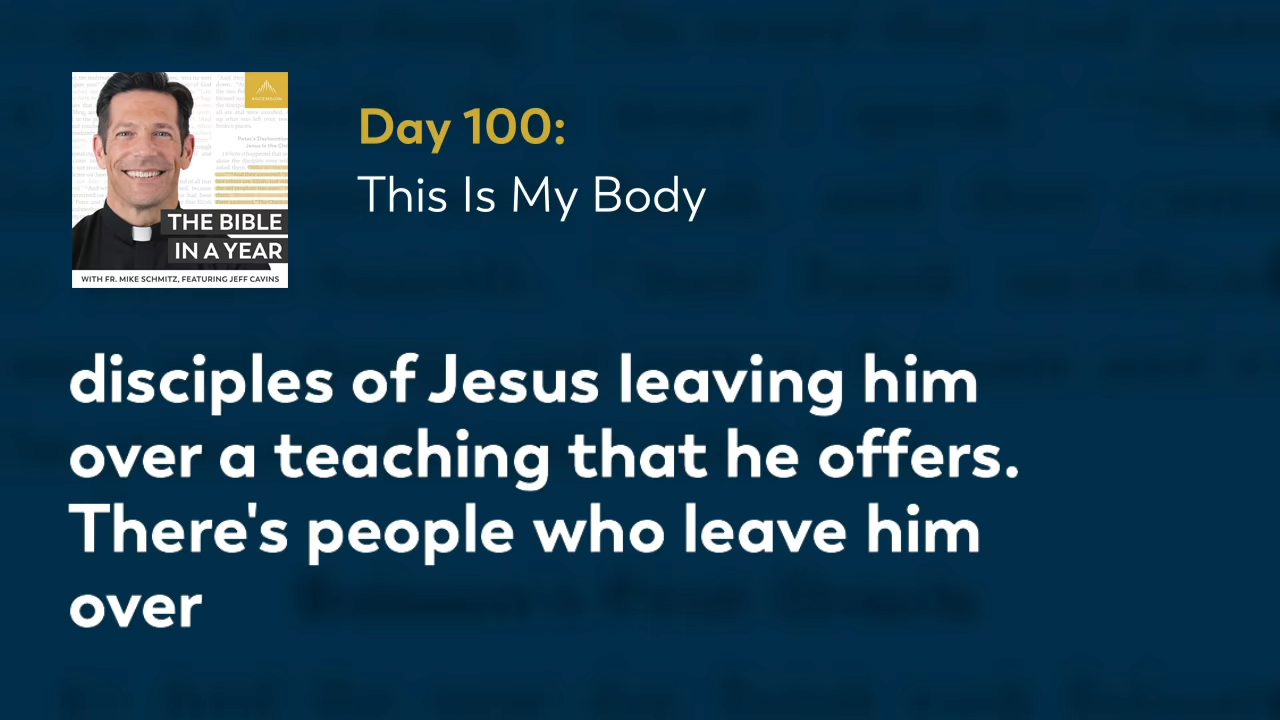 ASCENSION
THE BIBLE
IN A YEAR
WITH FR. MIKE SCHMITZ, FEATURING JEFF CAVINS
Day 100:
This Is My Body
disciples of Jesus leaving him
over a teaching that he offers.
There's people who leave him
over